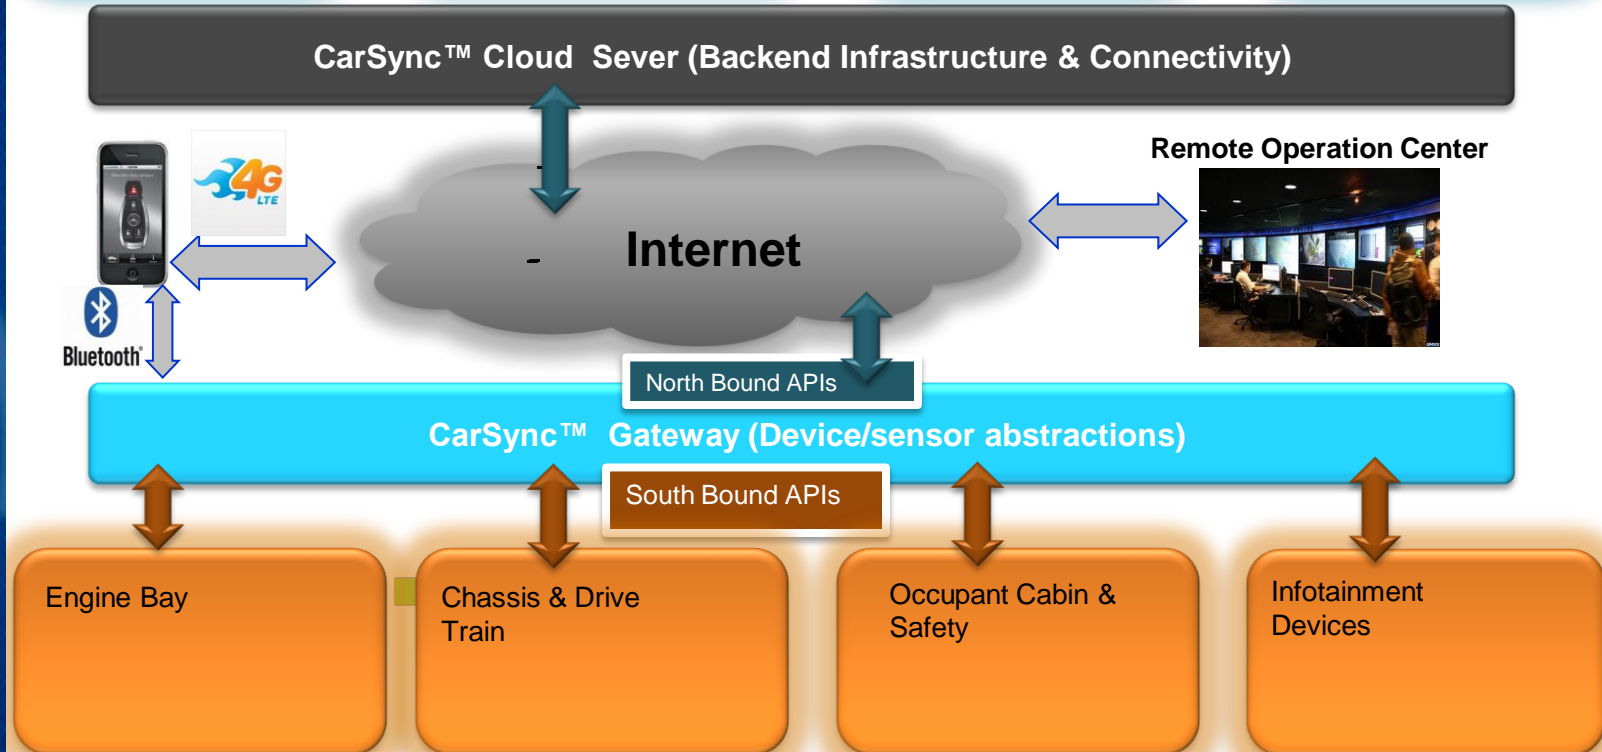 CarSync™ Cloud Sever (Backend Infrastructure & Connectivity)
4G
LTE
Remote Operation Center
Internet
Bluetooth®
North Bound APIs
CarSync™ Gateway (Device/sensor abstractions)
South Bound APIs
Engine Bay
Chassis & Drive
Train
Occupant Cabin &
Safety
Infotainment
Devices